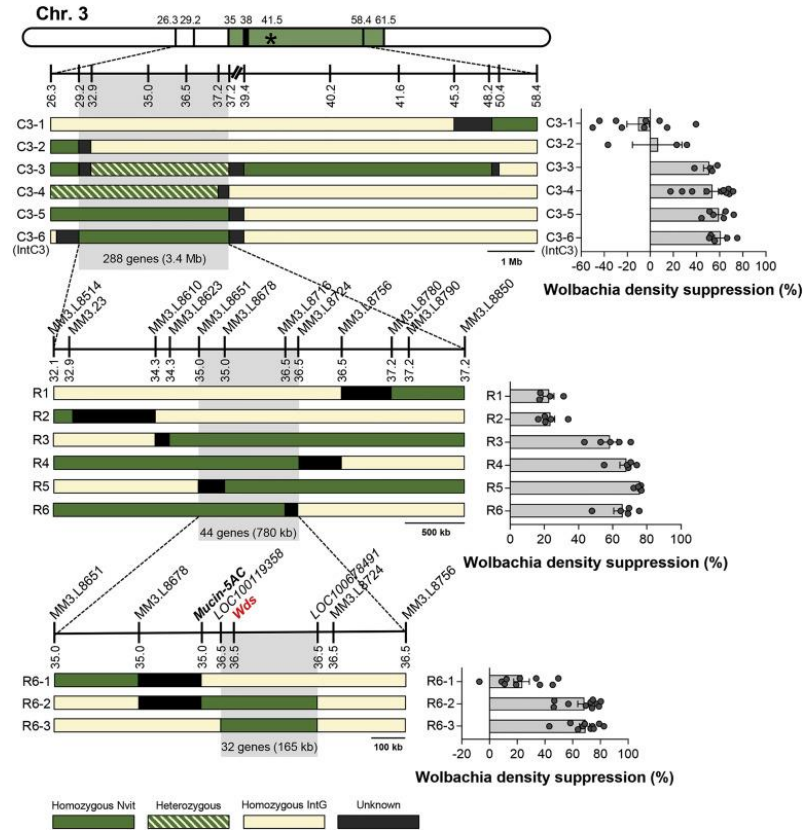 Chr. 3
26.3 29.2 35 38 41.5 58.4 61.5
*
26.3 29.2 32.9 35.0 36.5 37.2 37.2 39.4 40.2 41.6 45.3 48.2 50.4 58.4
C3-1
C3-2
C3-3
C3-4
C3-5
C3-6
(IntC3)
288 genes (3.4 Mb)
1 Mb
C3-1
C3-2
C3-3
C3-4
C3-5
C3-6
(IntC3)
-60 -40 -20 0 20 40 60 80 100
Wolbachia density suppression (%)
MM3.L8514 MM3.23 MM3.L8610 MM3.L8623 MM3.L8651 MM3.L8678 MM3.L8716 MM3.L8724 MM3.L8756 MM3.L8780 MM3.L8790 MM3.L8850
32.1 32.9 34.3 34.3 35.0 35.0 36.5 36.5 36.5 37.2 37.2 37.2
R1
R2
R3
R4
R5
R6
44 genes (780 kb)
500 kb
R1
R2
R3
R4
R5
R6
0 20 40 60 80 100
Wolbachia density suppression (%)
MM3.L8651 MM3.L8678 Mucin-5AC LOC100119358 Wds LOC100678491 MM3.L8724 MM3.L8756
35.0 35.0 35.0 36.5 36.5 36.5 36.5 36.5
R6-1
R6-2
R6-3
32 genes (165 kb)
100 kb
R6-1
R6-2
R6-3
-20 0 20 40 60 80 100
Wolbachia density suppression (%)
Homozygous Nvit Heterozygous Homozygous IntG Unknown